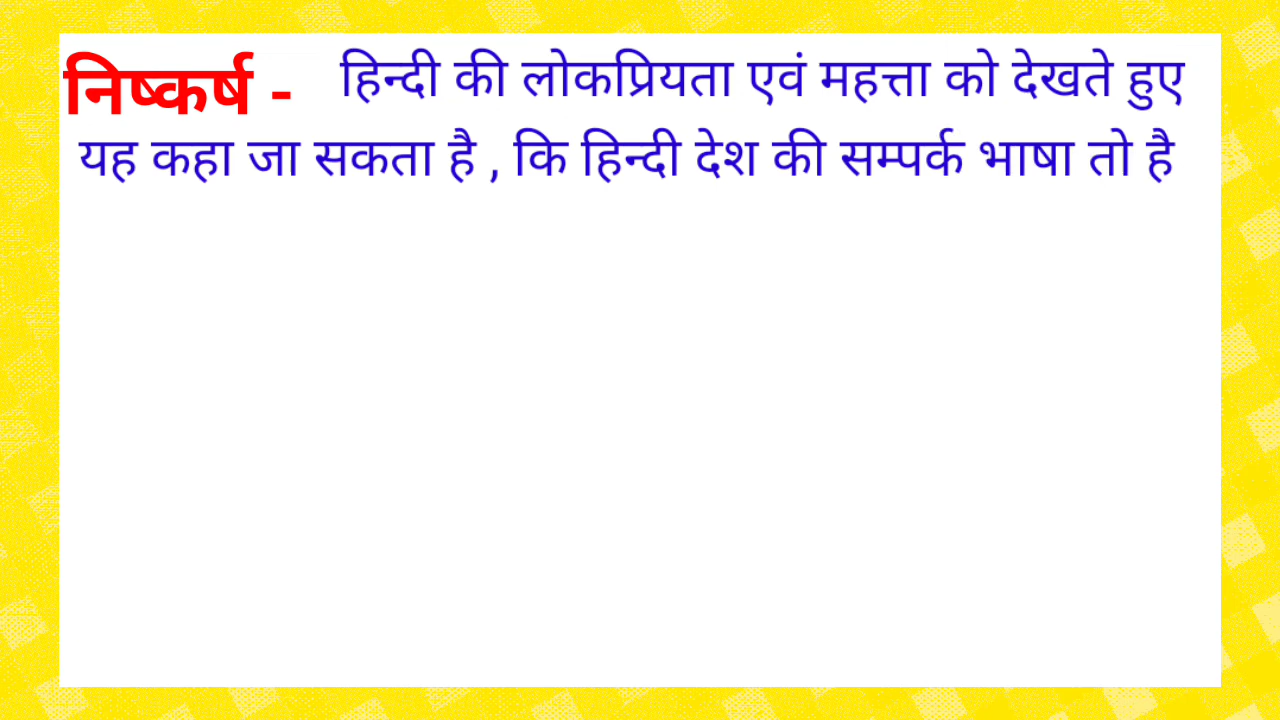 निष्कर्ष - हिन्दी की लोकप्रियता एवं महत्ता को देखते हुए
यह कहा जा सकता है , कि हिन्दी देश की सम्पर्क भाषा तो है